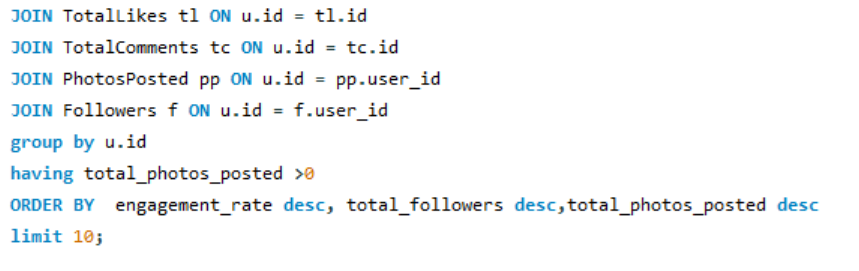 JOIN TotalLikes tl ON u.id = tl.id
JOIN TotalComments tc ON u.id = tc.id
JOIN PhotosPosted pp ON u.id = pp.user_id
JOIN Followers f ON u.id = f.user_id
group by u.id
having total_photos_posted >0
ORDER BY  engagement_rate desc, total_followers desc,total_photos_posted desc
limit 10;